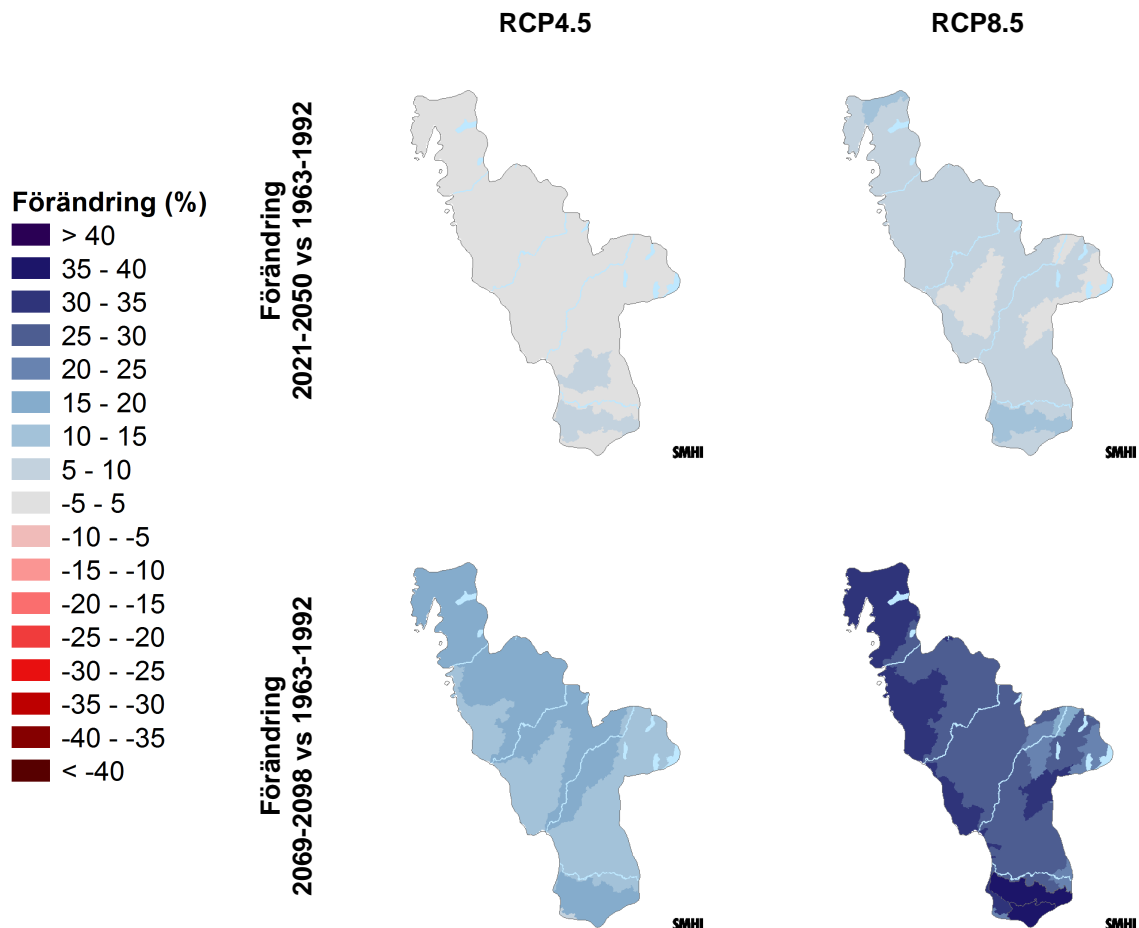 RCP4.5
RCP8.5
Förändring
2021-2050 vs 1963-1992
Förändring (%)
> 40
35 - 40
30 - 35
25 - 30
20 - 25
15 - 20
10 - 15
5 - 10
-5 - 5
-10 - -5
-15 - -10
-20 - -15
-25 - -20
-30 - -25
-35 - -30
-40 - -35
< -40
SMHI
SMHI
Förändring
2069-2098 vs 1963-1992
SMHI
SMHI